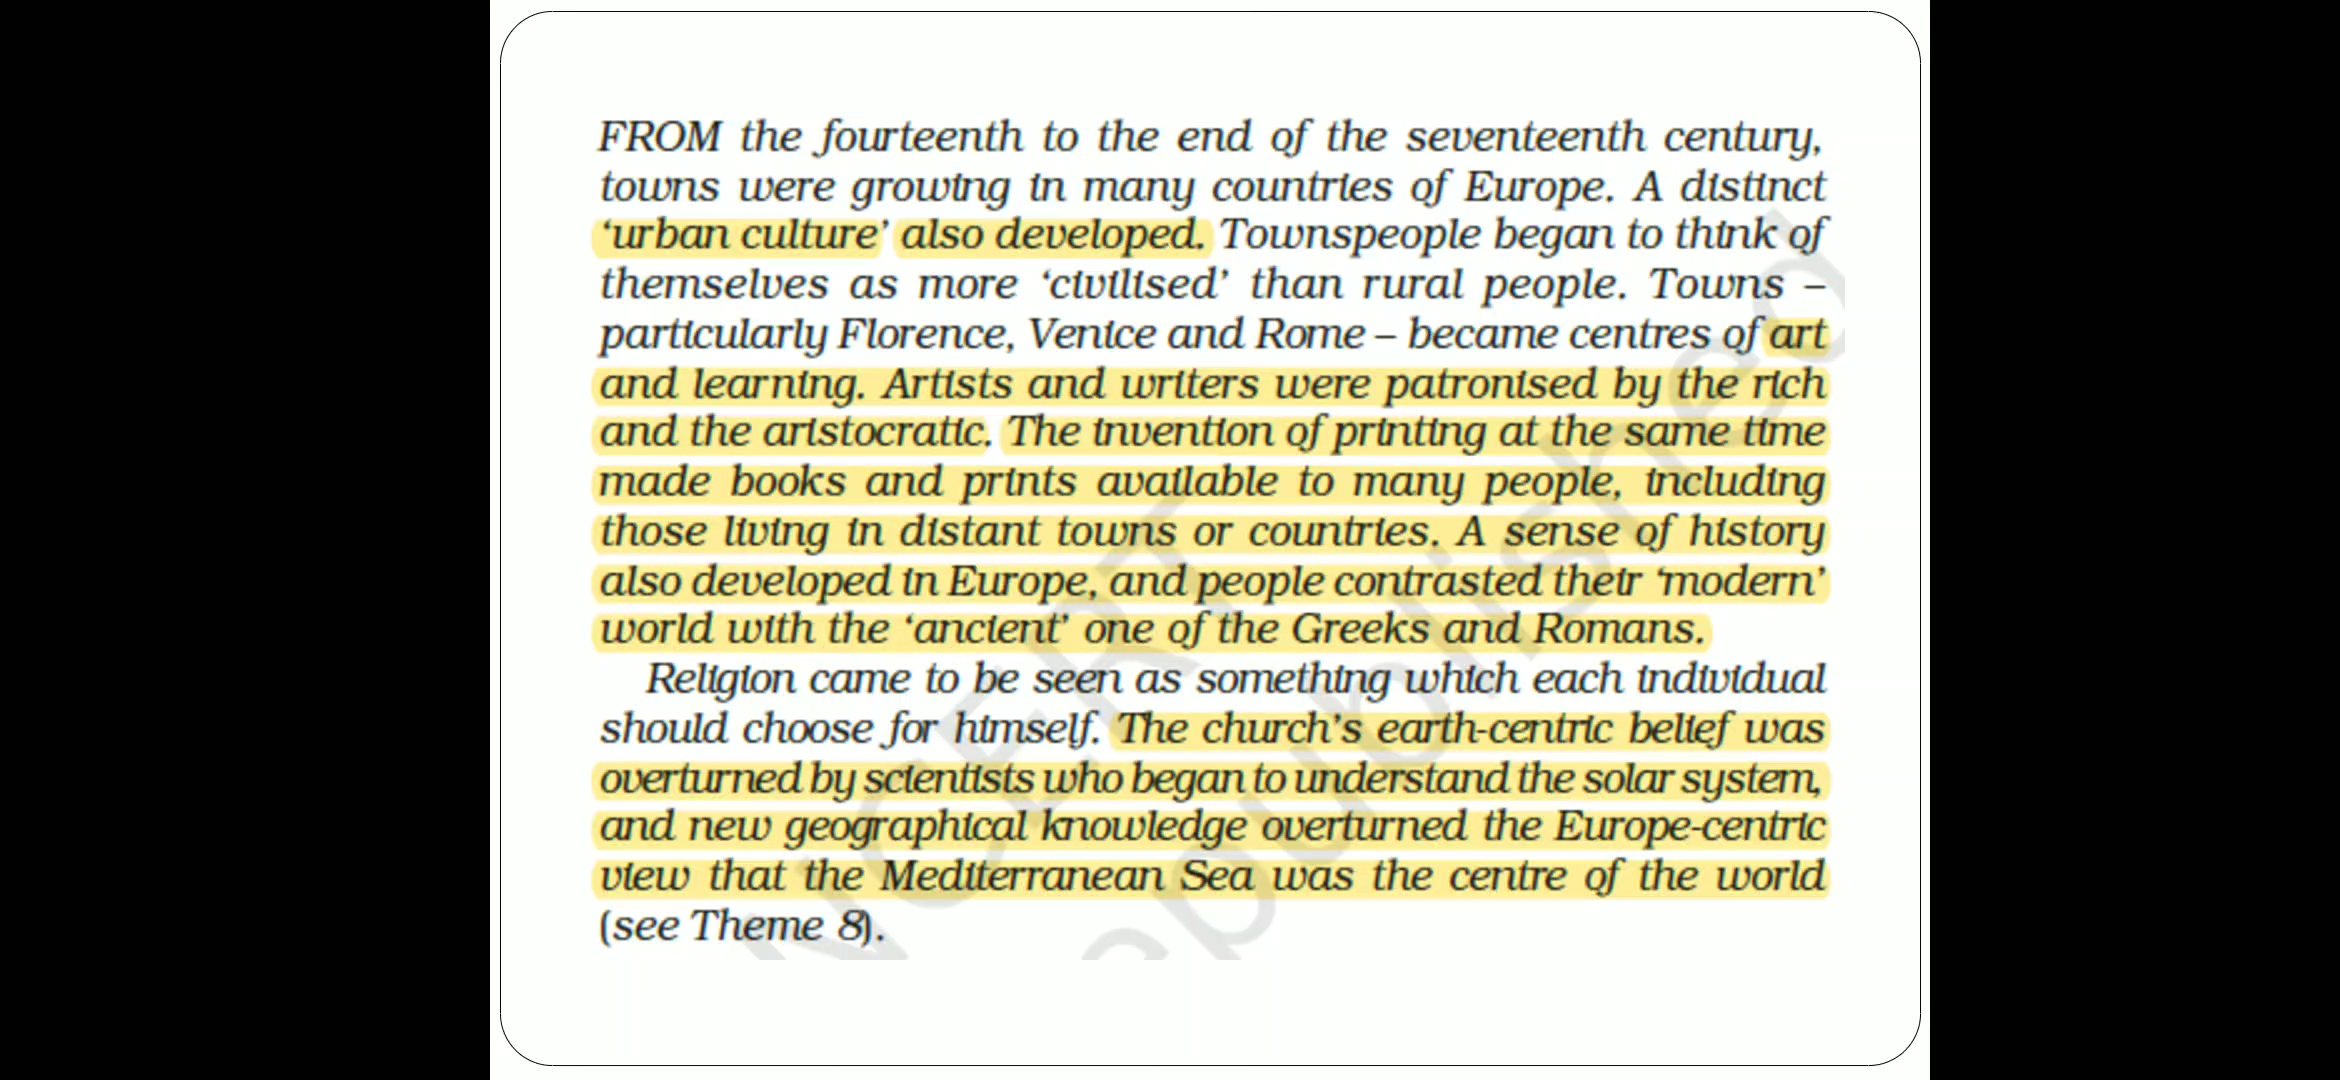 FROM the fourteenth to the end of the seventeenth century,
towns were growing in many countries of Europe. A distinct
‘urban culture’ also developed. Townspeople began to think of
themselves as more ‘civilised’ than rural people. Towns –
particularly Florence, Venice and Rome – became centres of art
and learning. Artists and writers were patronised by the rich
and the aristocratic. The invention of printing at the same time
made books and prints available to many people, including
those living in distant towns or countries. A sense of history
also developed in Europe, and people contrasted their ‘modern’
world with the ‘ancient’ one of the Greeks and Romans.
Religion came to be seen as something which each individual
should choose for himself. The church’s earth-centric belief was
overturned by scientists who began to understand the solar system,
and new geographical knowledge overturned the Europe-centric
view that the Mediterranean Sea was the centre of the world
(see Theme 8).
NCERT
republished